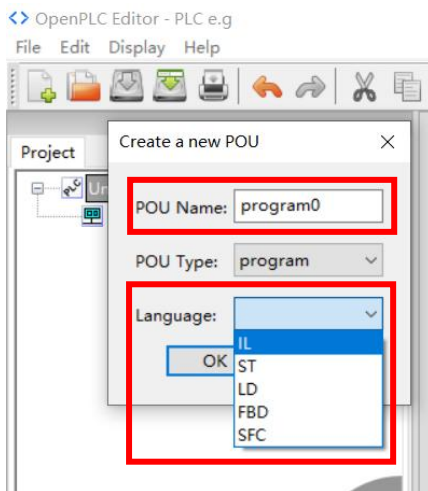 <> OpenPLC Editor - PLC e.g
File Edit Display Help
Project
Create a new POU
Un
POU Name: program0
POU Type: program
Language:
IL
OK
ST
LD
FBD
SFC